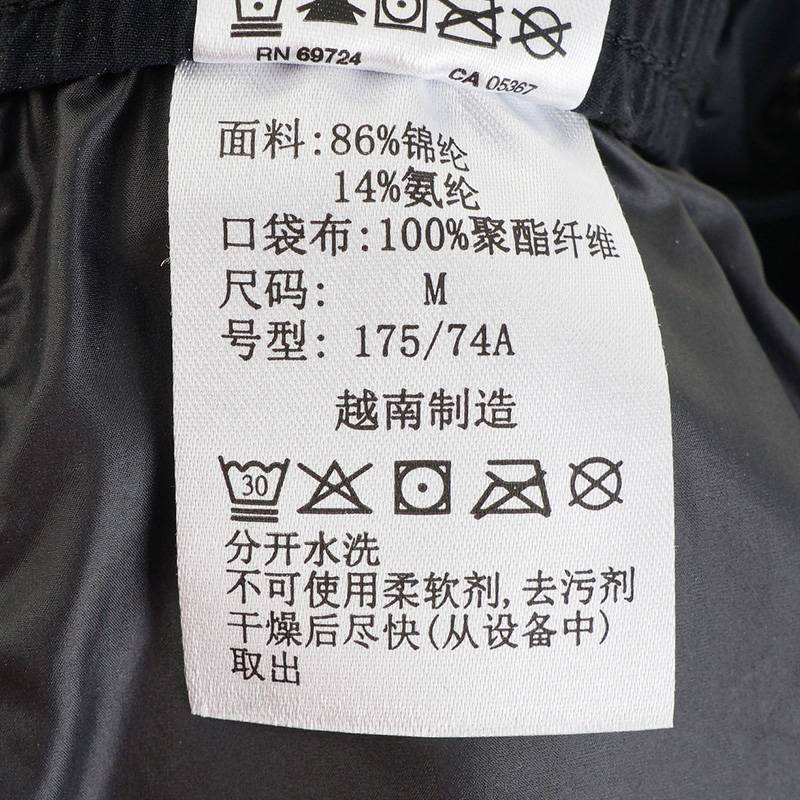 RN 69724
CA 05367
面料:86%锦纶
14%氨纶
口袋布:100%聚酯纤维
尺码: M
号型: 175/74A
越南制造
30
分开水洗
不可使用柔软剂,去污剂
干燥后尽快(从设备中)
取出